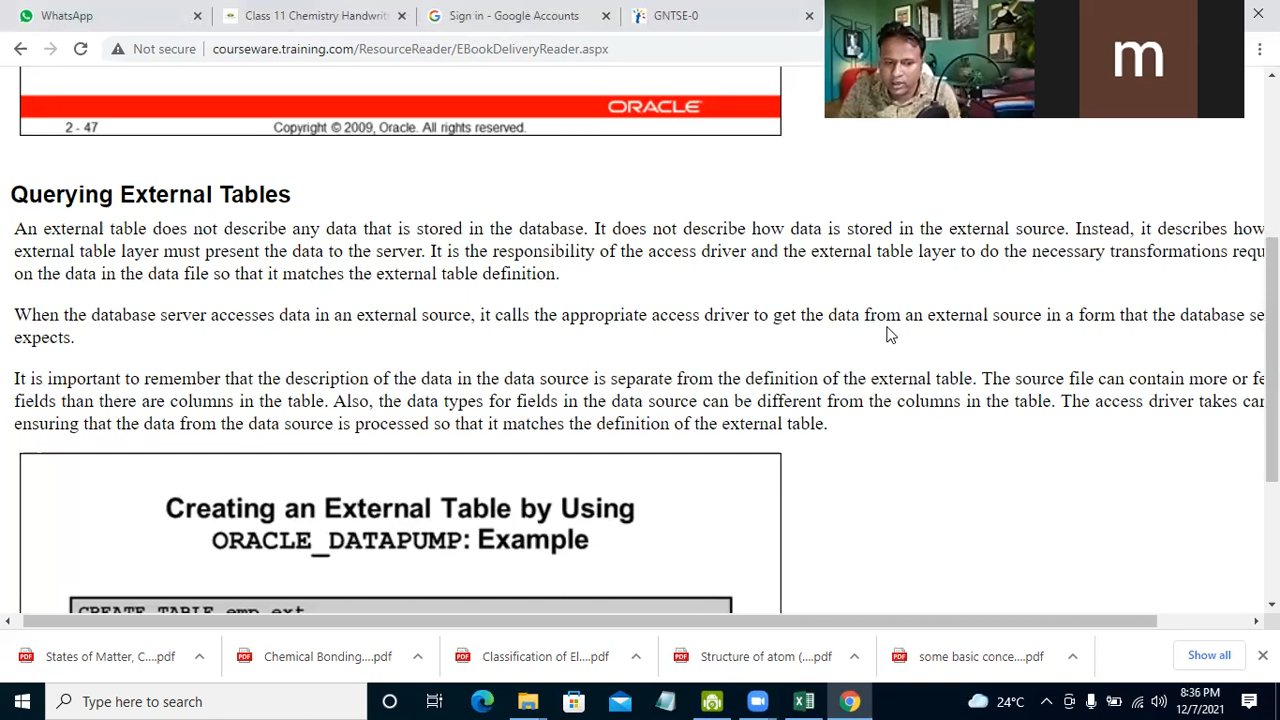 WhatsApp
Class 11 Chemistry Handwrit
Sign in - Google Accounts
GNTSE-0
Not secure
courseware.training.com/ResourceReader/EBookDeliveryReader.aspx
m
ORACLE
2 - 47
Copyright © 2009, Oracle. All rights reserved.
Querying External Tables
An external table does not describe any data that is stored in the database. It does not describe how data is stored in the external source. Instead, it describes how
external table layer must present the data to the server. It is the responsibility of the access driver and the external table layer to do the necessary transformations requ
on the data in the data file so that it matches the external table definition.
When the database server accesses data in an external source, it calls the appropriate access driver to get the data from an external source in a form that the database se
expects.
It is important to remember that the description of the data in the data source is separate from the definition of the external table. The source file can contain more or fe
fields than there are columns in the table. Also, the data types for fields in the data source can be different from the columns in the table. The access driver takes car
ensuring that the data from the data source is processed so that it matches the definition of the external table.
Creating an External Table by Using
ORACLE_DATAPUMP: Example
CREATE TABLE emp_ext
States of Matter, C....pdf
Chemical Bonding....pdf
Classification of El....pdf
Structure of atom (....pdf
some basic conce....pdf
Show all
Type here to search
24°C
8:36 PM
12/7/2021